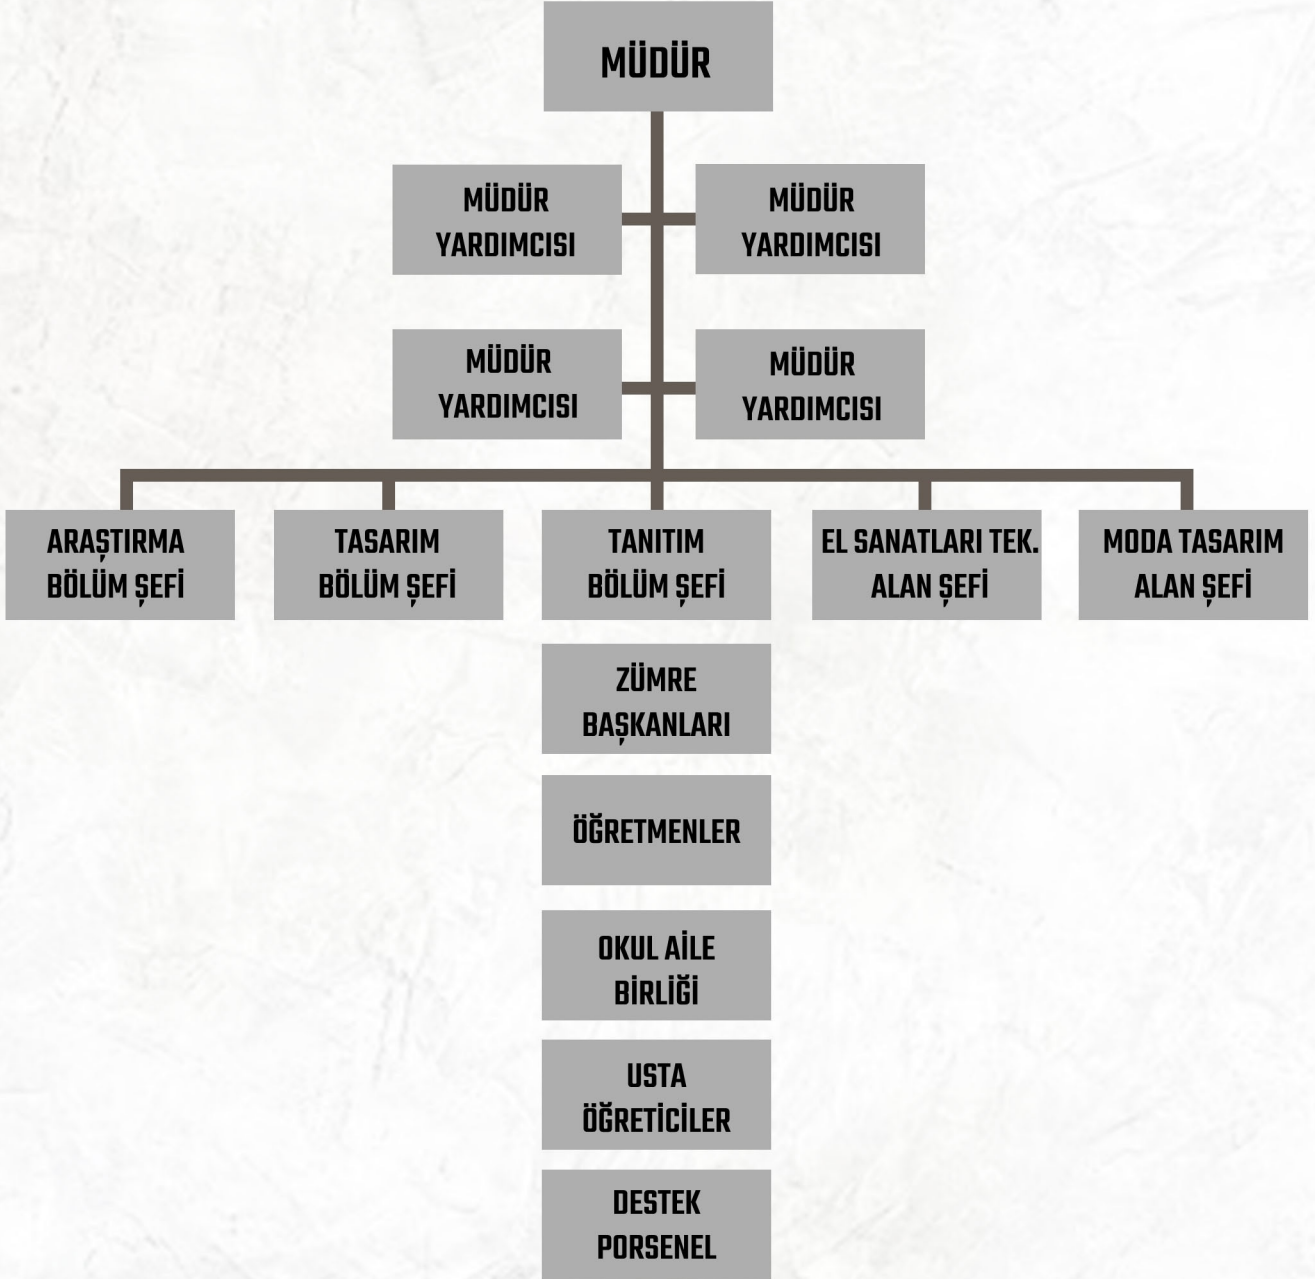 MÜDÜR
MÜDÜR
YARDIMCISI
MÜDÜR
YARDIMCISI
MÜDÜR
YARDIMCISI
MÜDÜR
YARDIMCISI
ARAŞTIRMA
BÖLÜM ŞEFİ
TASARIM
BÖLÜM ŞEFİ
TANITIM
BÖLÜM ŞEFİ
EL SANATLARI TEK.
ALAN ŞEFİ
MODA TASARIM
ALAN ŞEFİ
ZÜMRE
BAŞKANLARI
ÖĞRETMENLER
OKUL AİLE
BİRLİĞİ
USTA
ÖĞRETİCİLER
DESTEK
PORSENEL